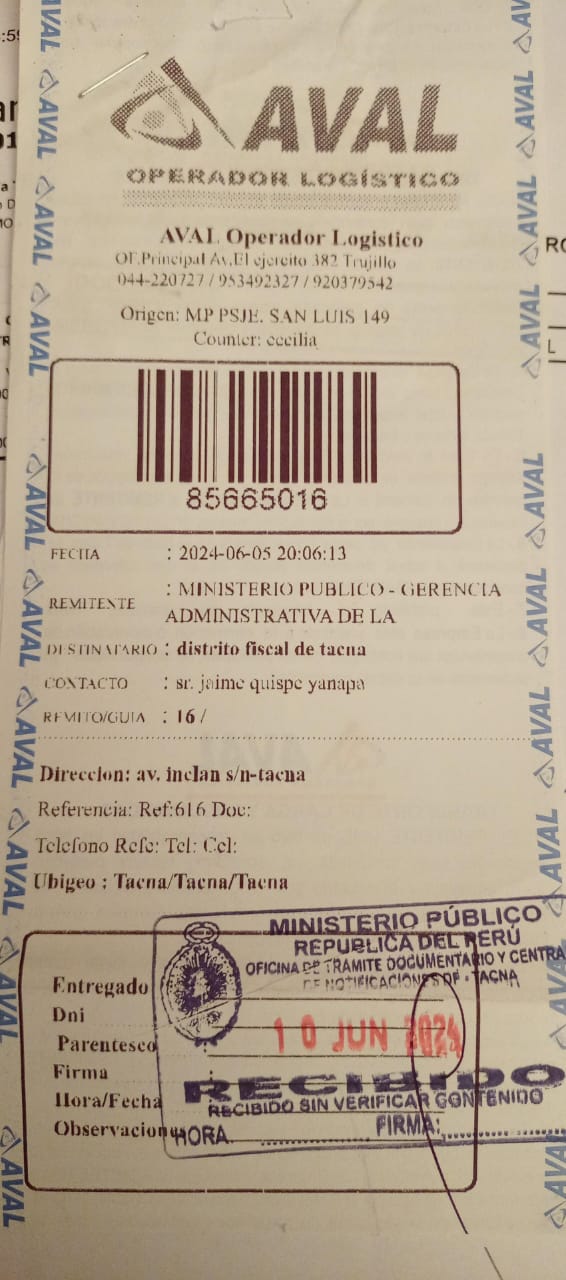 AVAL
OPERADOR LOGÍSTICO
AVAL Operador Logistico
OF.Principal Av.El ejercito 382 Trujillo
044-220727 / 953492327 / 920379542
Origen: MP PSJE. SAN LUIS 149
Counter: cecilia
85665016
FECHA : 2024-06-05 20:06:13
REMITENTE : MINISTERIO PUBLICO - GERENCIA
ADMINISTRATIVA DE LA
DESTINATARIO : distrito fiscal de tacna
CONTACTO : sr. jaime quispe yanapa
REMITO/GUIA : 16 /
Direccion: av. inclan s/n-tacna
Referencia: Ref:616 Doc:
Telefono Refe: Tel: Cel:
Ubigeo : Tacna/Tacna/Tacna
MINISTERIO PÚBLICO
REPUBLICA DEL PERÚ
OFICINA DE TRAMITE DOCUMENTARIO Y CENTRA
DE NOTIFICACIONES DF - TACNA
10 JUN 2024
RECIBIDO
RECIBIDO SIN VERIFICAR CONTENIDO
HORA. FIRMA:
Entregado
Dni :
Parentesco :
Firma
Hora/Fecha
Observaciones